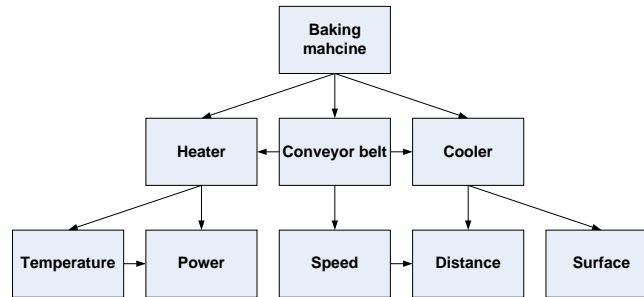 Baking
mahcine
Heater
Conveyor belt
Cooler
Temperature
Power
Speed
Distance
Surface